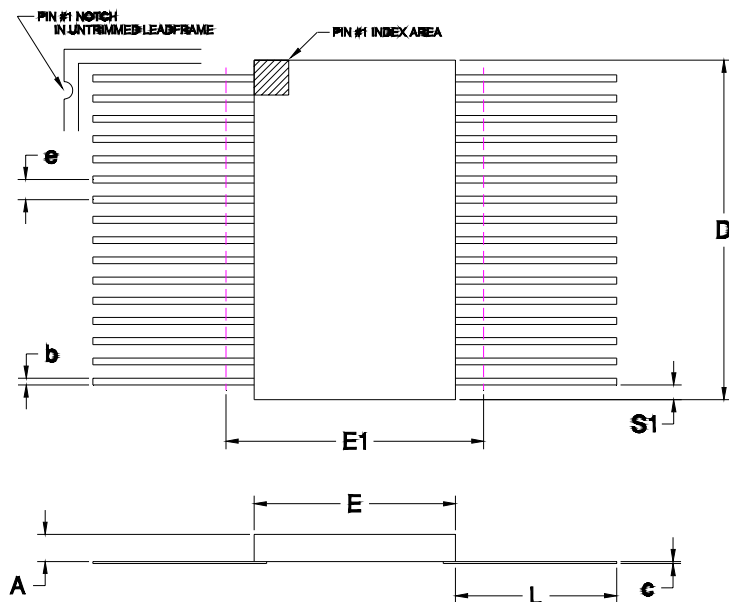 PIN #1 NOTCH
IN UNTRIMMED LEADFRAME
PIN #1 INDEX AREA
e
D
b
S1
E1
E
A
L
c